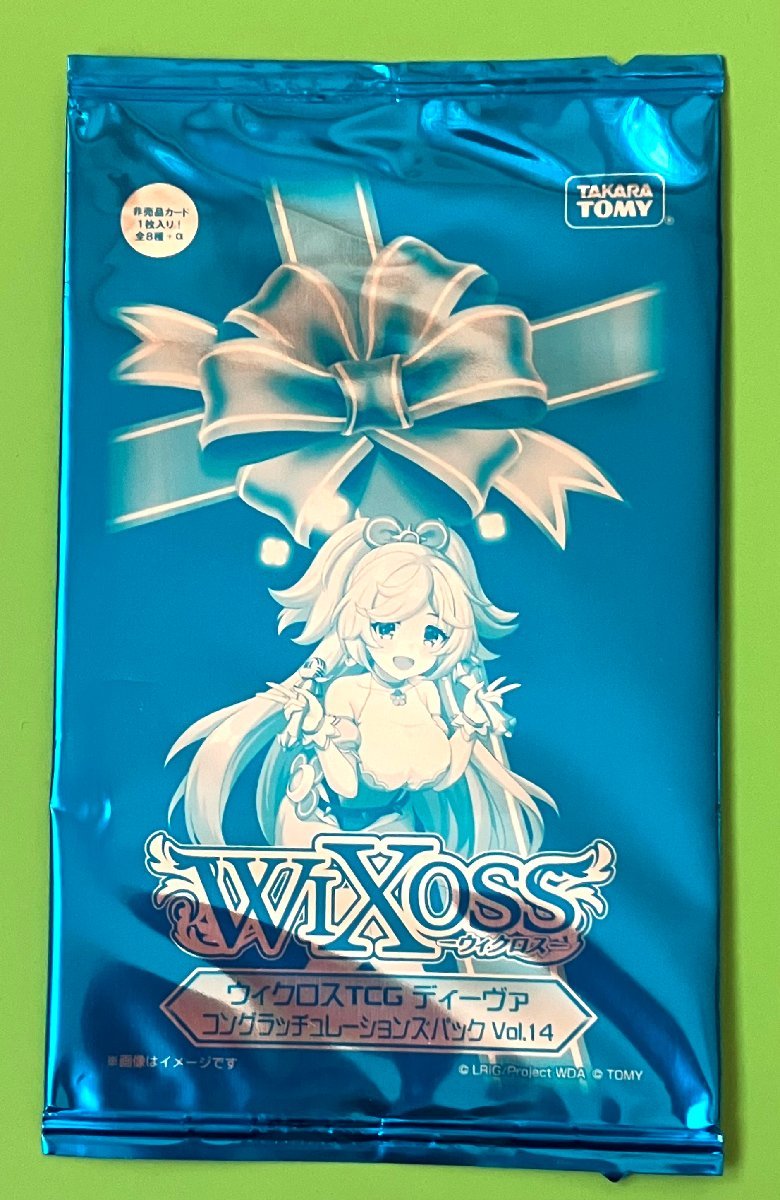 TAKARA
TOMY
非売品カード
1枚入り!
全8種+α
WIXOSS
ーウィクロスー
ウィクロスTCG ディーヴァ
コングラッチュレーションズパック Vol.14
※画像はイメージです
© LRIG/Project WDA © TOMY